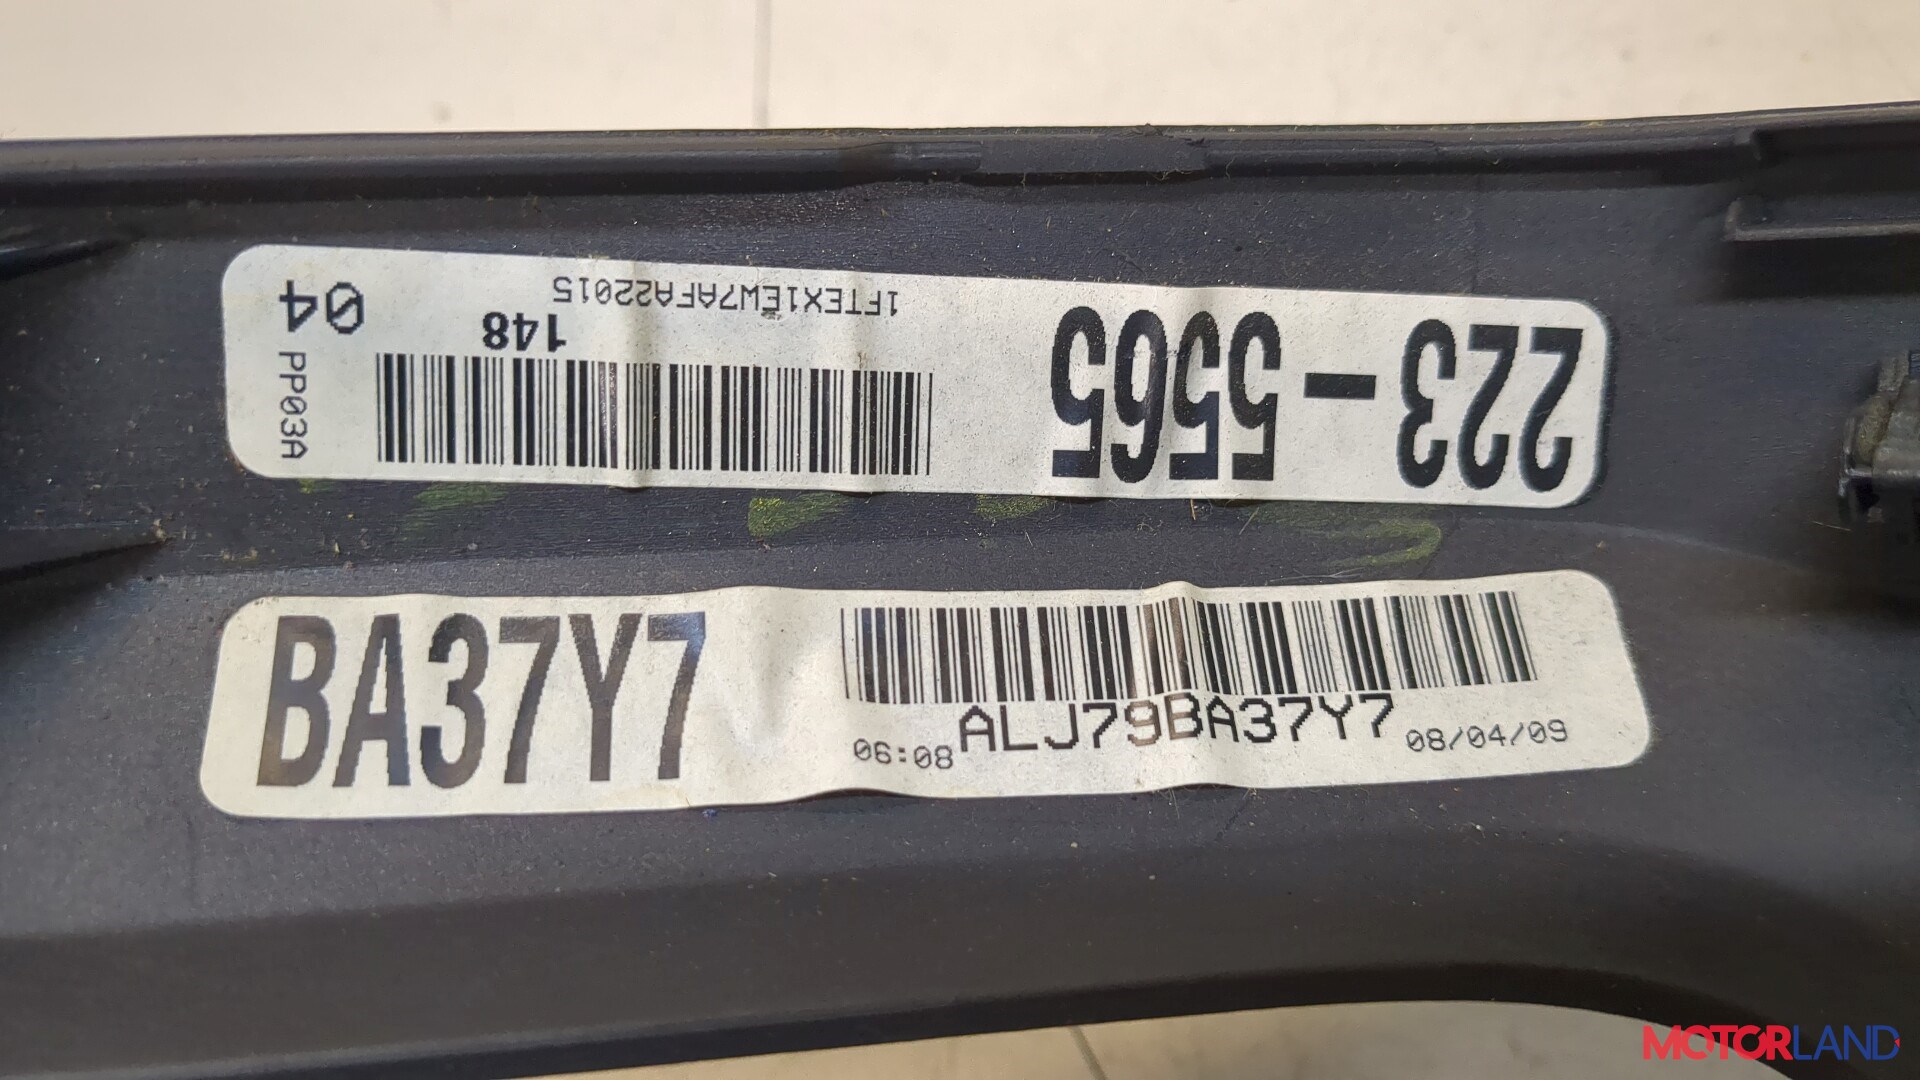 223-5565
1FTEX1EW7AFA22015
148
04
PP03A
BA37Y7
ALJ79BA37Y7
06:08
08/04/09
MOTORLAND